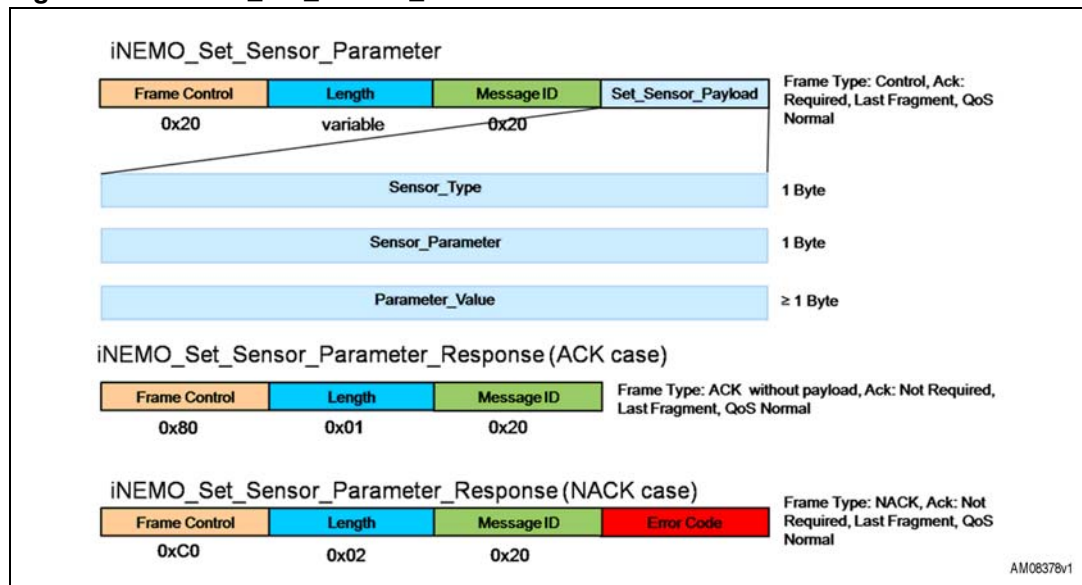 iNEMO_Set_Sensor_Parameter
Frame Control Length Message ID Set_Sensor_Payload
0x20 variable 0x20
Frame Type: Control, Ack:
Required, Last Fragment, QoS
Normal
Sensor_Type 1 Byte
Sensor_Parameter 1 Byte
Parameter_Value ≥ 1 Byte
iNEMO_Set_Sensor_Parameter_Response (ACK case)
Frame Control Length Message ID
0x80 0x01 0x20
Frame Type: ACK without payload, Ack: Not Required,
Last Fragment, QoS Normal
iNEMO_Set_Sensor_Parameter_Response (NACK case)
Frame Control Length Message ID Error Code
0xC0 0x02 0x20
Frame Type: NACK, Ack: Not
Required, Last Fragment, QoS
Normal
AM08378v1